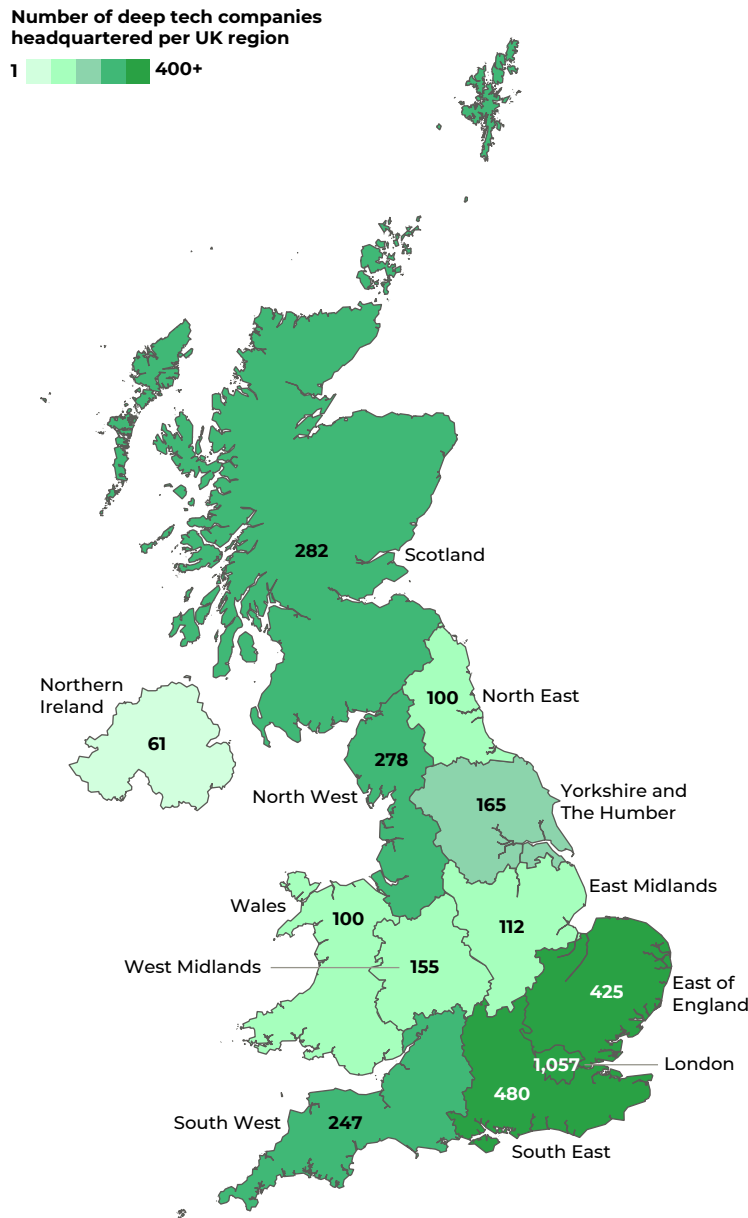 Number of deep tech companies
headquartered per UK region
1 400+
282
Scotland
Northern
Ireland
61
100
North East
278
North West
165
Yorkshire and
The Humber
East Midlands
Wales
100
112
West Midlands
155
425
East of
England
1,057
London
480
South West
247
South East